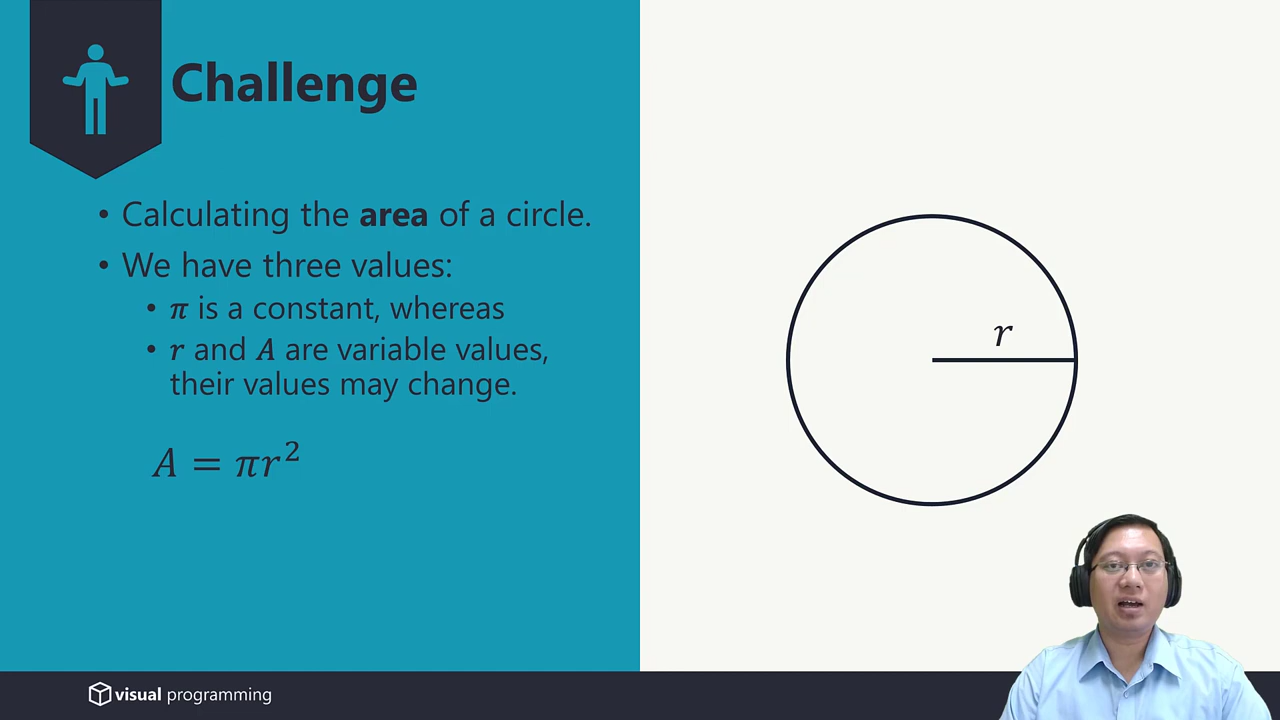 Challenge
• Calculating the area of a circle.
• We have three values:
• π is a constant, whereas
• r and A are variable values,
their values may change.
A = πr²
r
visual programming